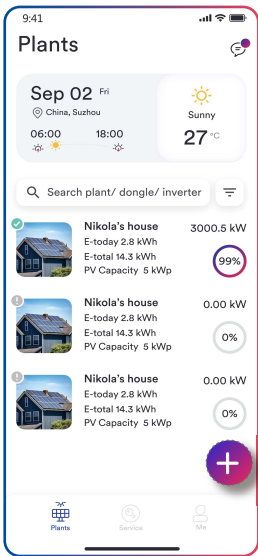 9:41
Plants
Sep 02 Fri
China, Suzhou
06:00 18:00
Sunny
27 °C
Search plant/ dongle/ inverter
Nikola's house 3000.5 kW
E-today 2.8 kWh
E-total 14.3 kWh
PV Capacity 5 kWp
99%
Nikola's house 0.00 kW
E-today 2.8 kWh
E-total 14.3 kWh
PV Capacity 5 kWp
0%
Nikola's house 0.00 kW
E-today 2.8 kWh
E-total 14.3 kWh
PV Capacity 5 kWp
0%
Plants Service Me